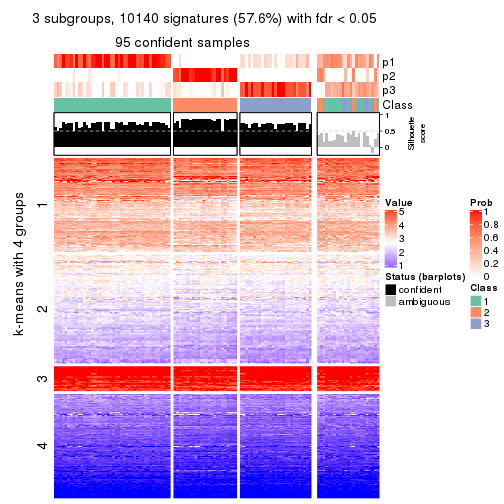 3 subgroups, 10140 signatures (57.6%) with fdr < 0.05
95 confident samples
p1
p2
p3
Class
1
0.5
0
Silhouette
score
k-means with 4 groups
1
2
3
4
Value
5
4
3
2
1
Status (barplots)
confident
ambiguous
Prob
1
0.8
0.6
0.4
0.2
0
Class
1
2
3